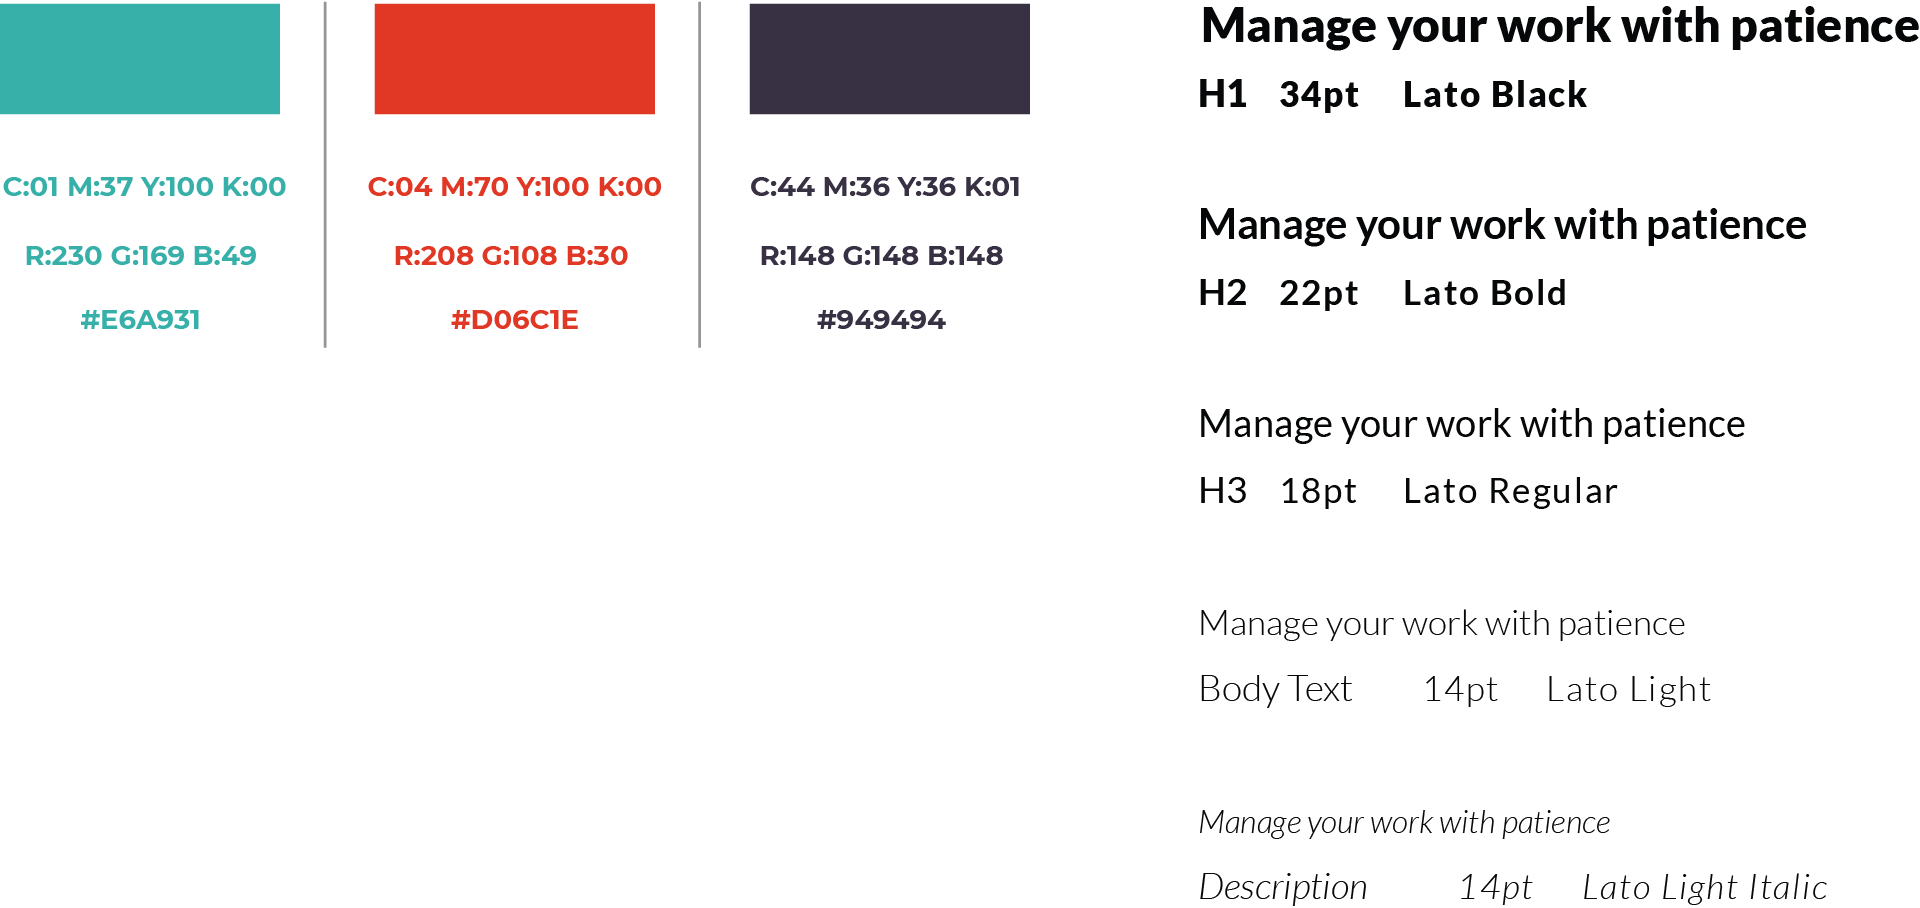 C:01 M:37 Y:100 K:00
R:230 G:169 B:49
#E6A931
C:04 M:70 Y:100 K:00
R:208 G:108 B:30
#D06C1E
C:44 M:36 Y:36 K:01
R:148 G:148 B:148
#949494
Manage your work with patience
H1 34pt Lato Black
Manage your work with patience
H2 22pt Lato Bold
Manage your work with patience
H3 18pt Lato Regular
Manage your work with patience
Body Text 14pt Lato Light
Manage your work with patience
Description 14pt Lato Light Italic